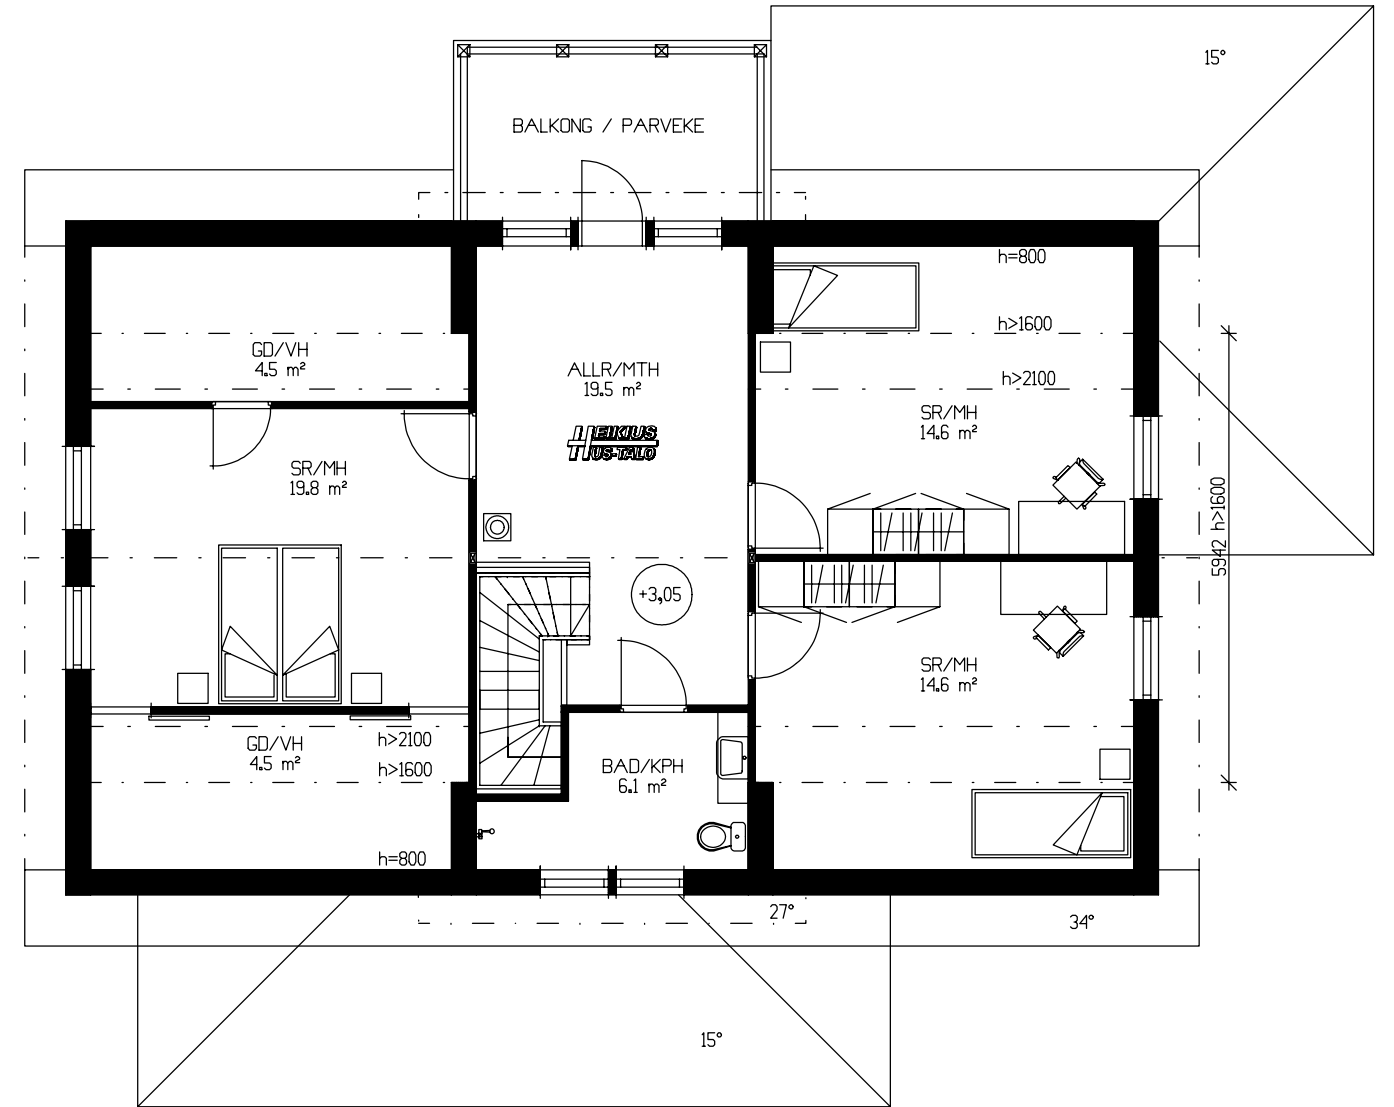 15°
BALKONG / PARVEKE
h=800
h>1600
GD/VH
4.5 m²
ALLR/MTH
19.5 m²
h>2100
SR/MH
14.6 m²
HEIKIUS
HUS-TALO
SR/MH
19.8 m²
5942 h>1600
+3,05
SR/MH
14.6 m²
GD/VH
4.5 m²
h>2100
h>1600
BAD/KPH
6.1 m²
h=800
27°
34°
15°